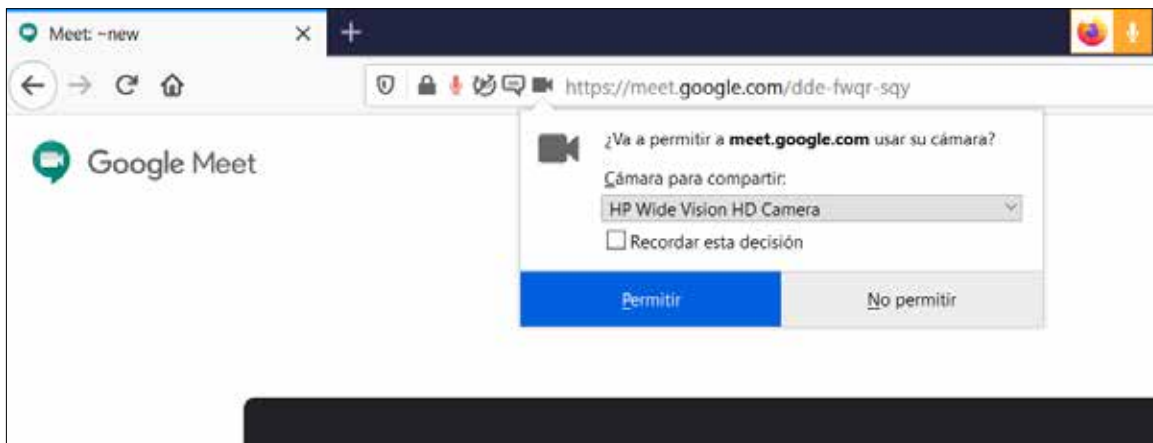 Meet: ~new
https://meet.google.com/dde-fwqr-sqy
Google Meet
¿Va a permitir a meet.google.com usar su cámara?
Cámara para compartir:
HP Wide Vision HD Camera
Recordar esta decisión
Permitir
No permitir